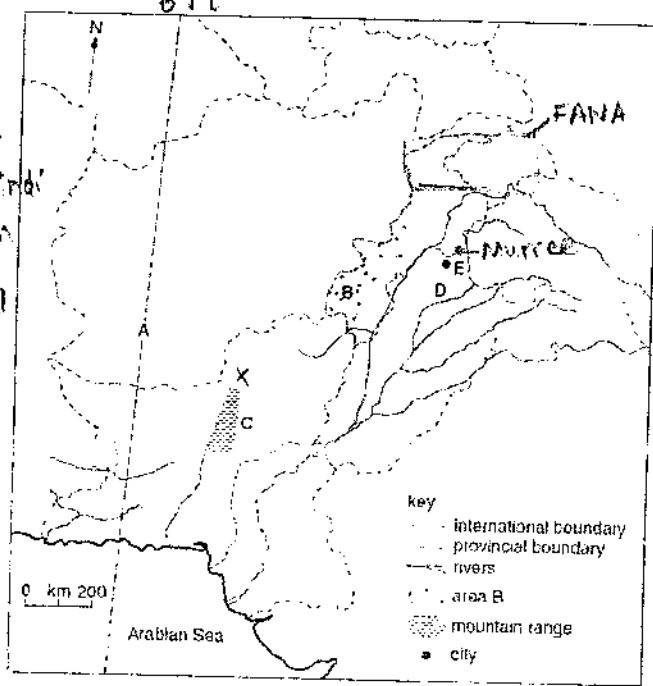 N
FANA
Murree
E
B
D
A
X
C
key
international boundary
provincial boundary
rivers
area B
mountain range
city
0 km 200
Arabian Sea